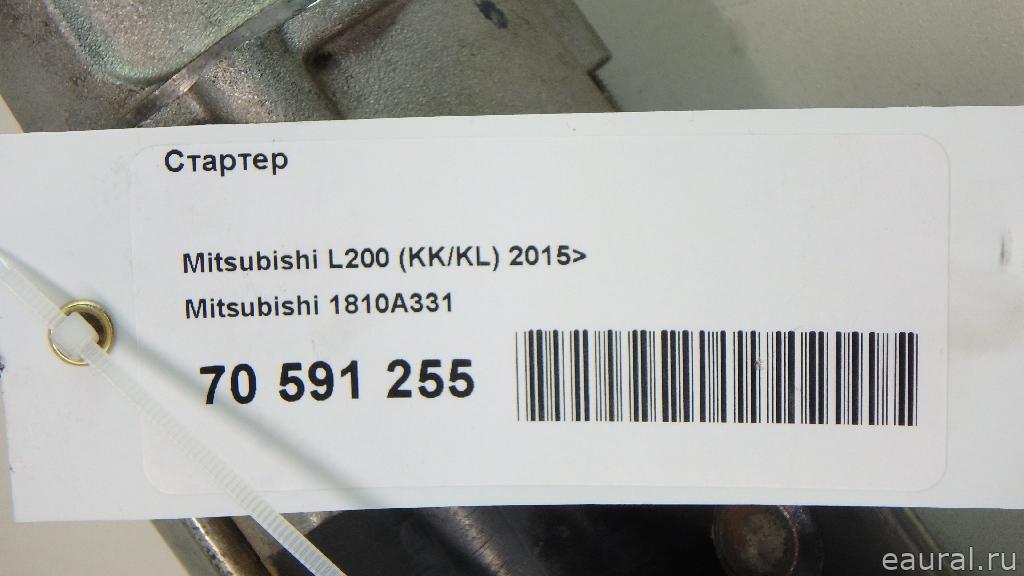 Стартер
Mitsubishi L200 (KK/KL) 2015>
Mitsubishi 1810A331
70 591 255
eaural.ru